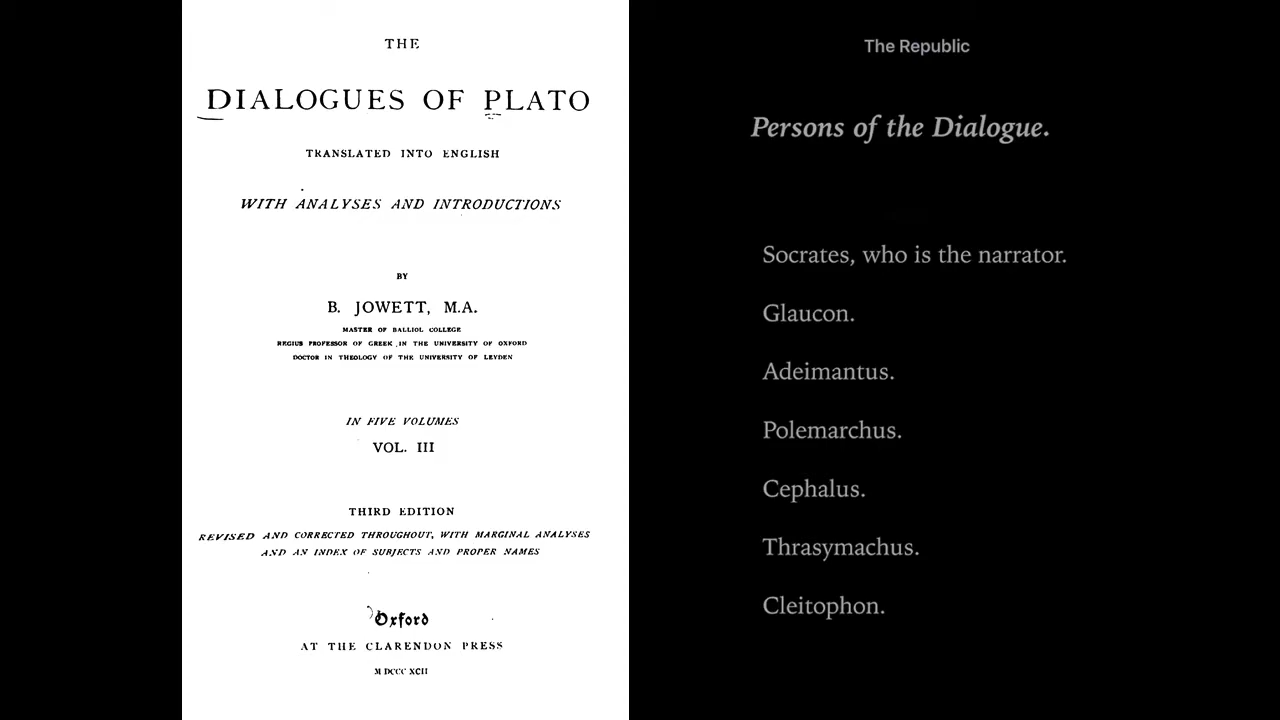 THE
DIALOGUES OF PLATO
TRANSLATED INTO ENGLISH
WITH ANALYSES AND INTRODUCTIONS
BY
B. JOWETT, M.A.
MASTER OF BALLIOL COLLEGE
REGIUS PROFESSOR OF GREEK IN THE UNIVERSITY OF OXFORD
DOCTOR IN THEOLOGY OF THE UNIVERSITY OF LEYDEN
IN FIVE VOLUMES
VOL. III
THIRD EDITION
REVISED AND CORRECTED THROUGHOUT, WITH MARGINAL ANALYSES
AND AN INDEX OF SUBJECTS AND PROPER NAMES
Oxford
AT THE CLARENDON PRESS
M DCCC XCII
The Republic
Persons of the Dialogue.
Socrates, who is the narrator.
Glaucon.
Adeimantus.
Polemarchus.
Cephalus.
Thrasymachus.
Cleitophon.